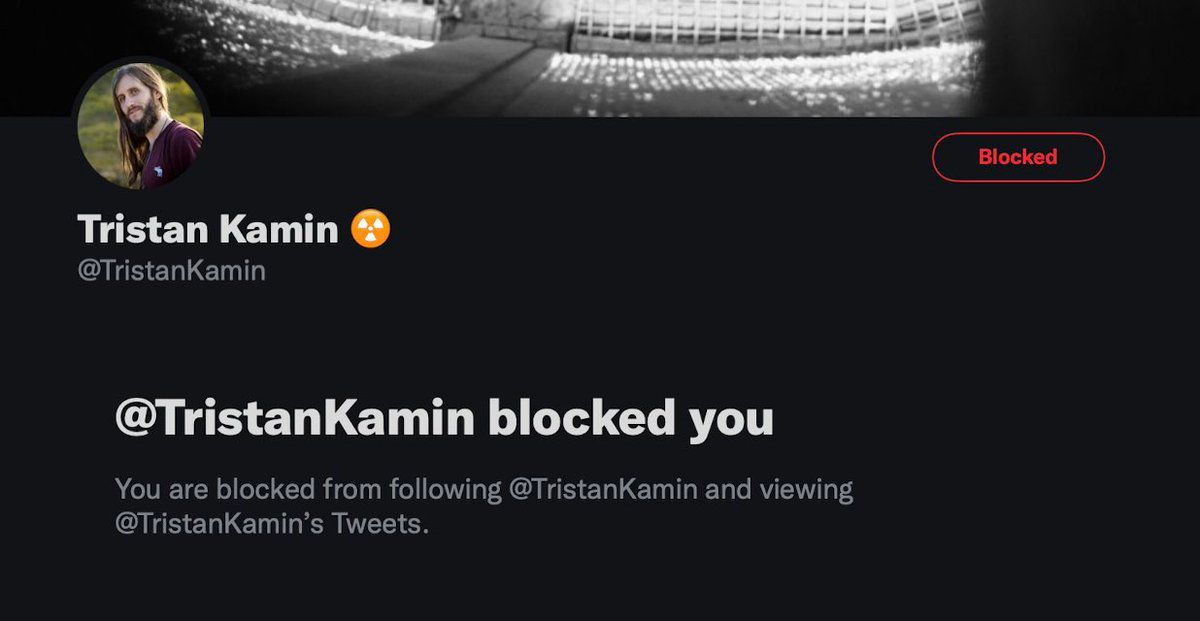 Blocked
Tristan Kamin ☢️
@TristanKamin
@TristanKamin blocked you
You are blocked from following @TristanKamin and viewing
@TristanKamin’s Tweets.